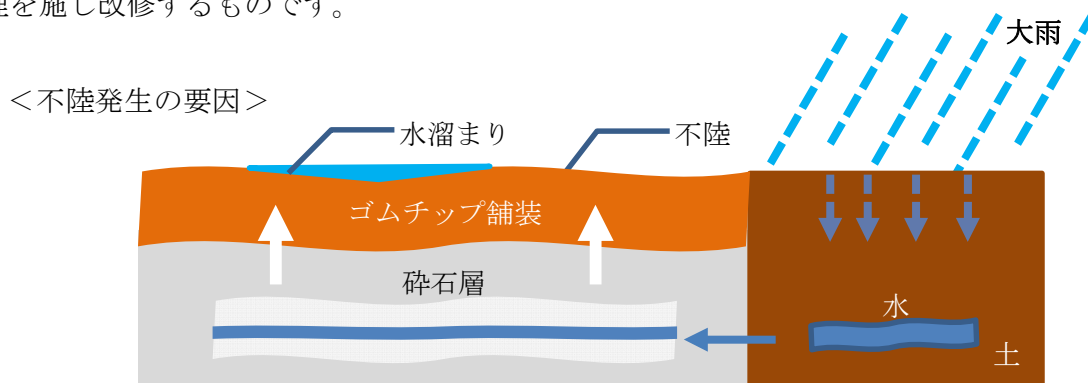 理を施し改修するものです。
大雨
<不陸発生の要因>
水溜まり
不陸
ゴムチップ舗装
砕石層
水
土